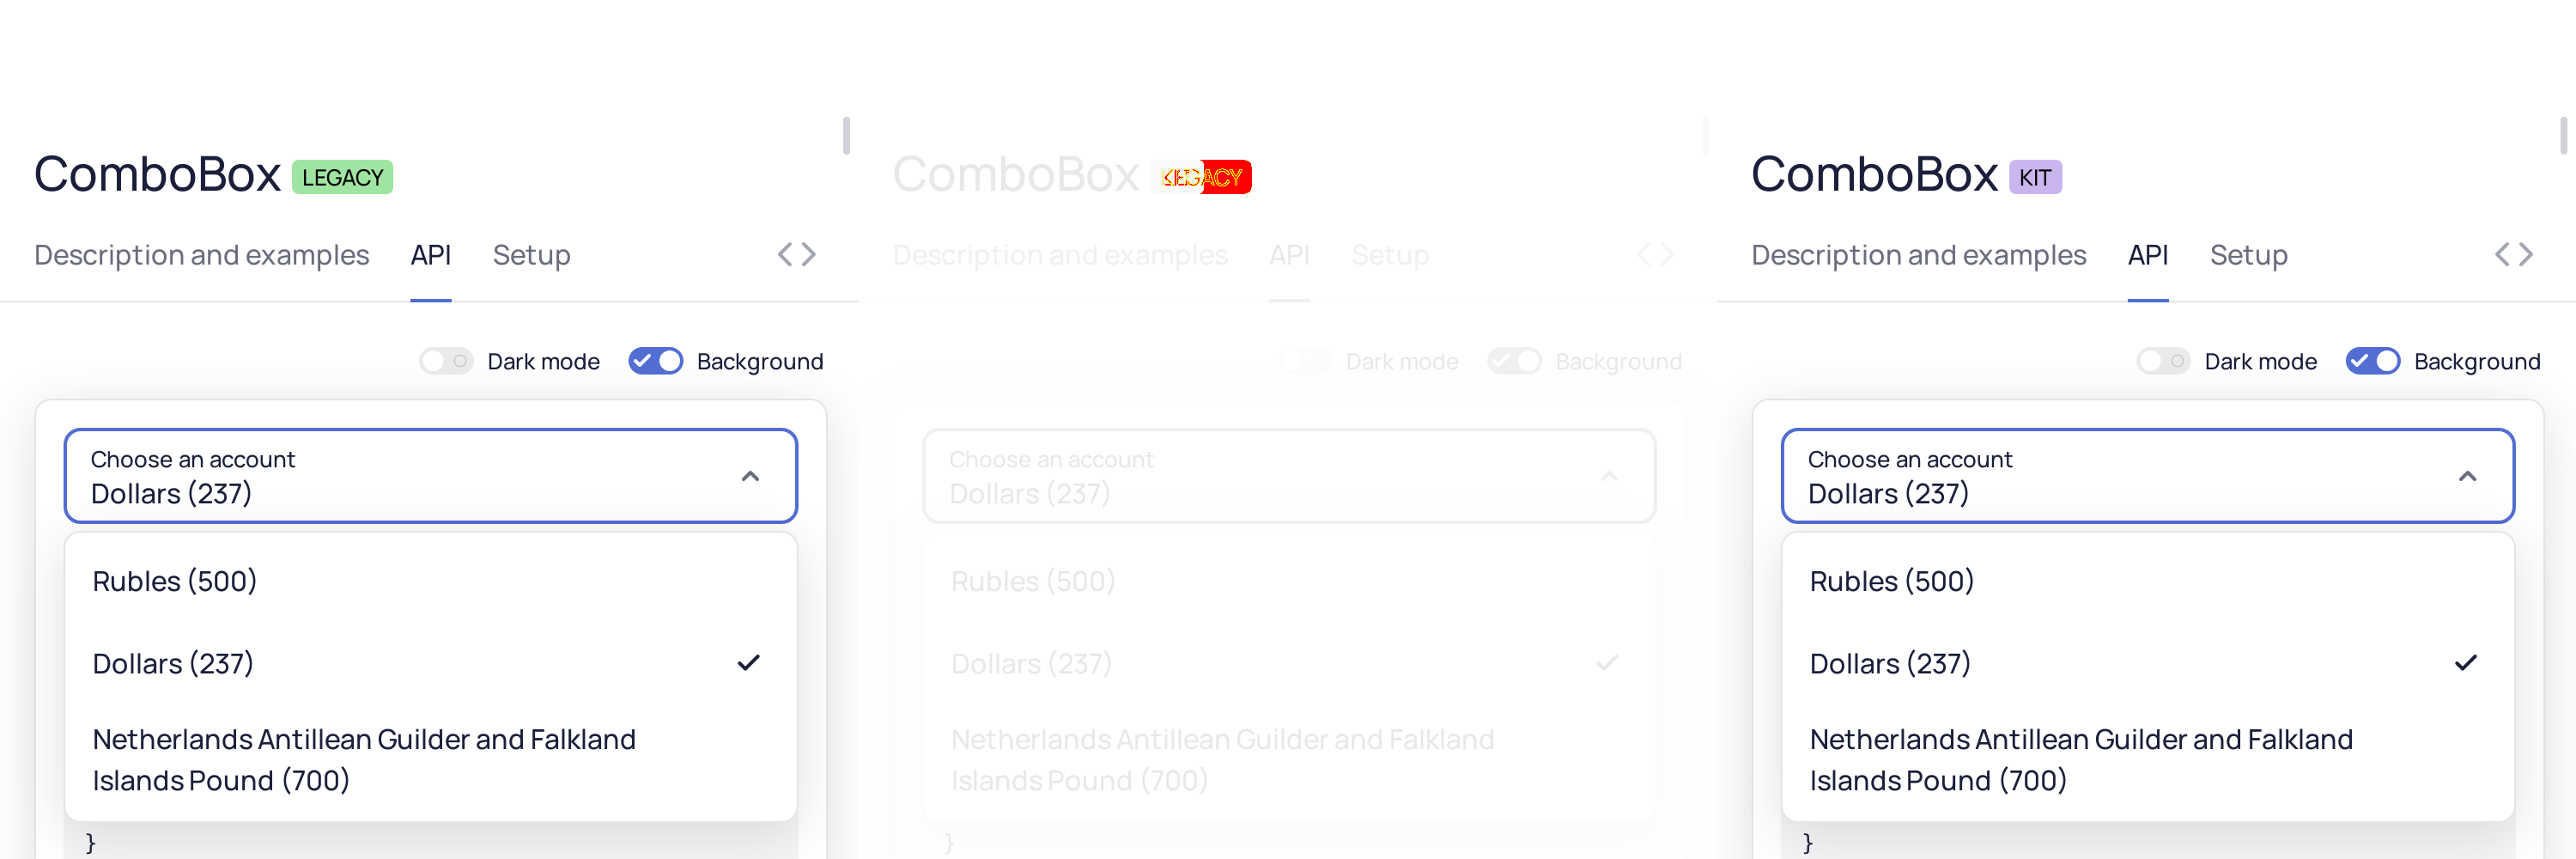 ComboBox LEGACY
Description and examples API Setup
Dark mode Background
Choose an account
Dollars (237)
Rubles (500)
Dollars (237)
Netherlands Antillean Guilder and Falkland
Islands Pound (700)
}
ComboBox
Description and examples API Setup
Dark mode Background
Choose an account
Dollars (237)
Rubles (500)
Dollars (237)
Netherlands Antillean Guilder and Falkland
Islands Pound (700)
}
ComboBox KIT
Description and examples API Setup
Dark mode Background
Choose an account
Dollars (237)
Rubles (500)
Dollars (237)
Netherlands Antillean Guilder and Falkland
Islands Pound (700)
}